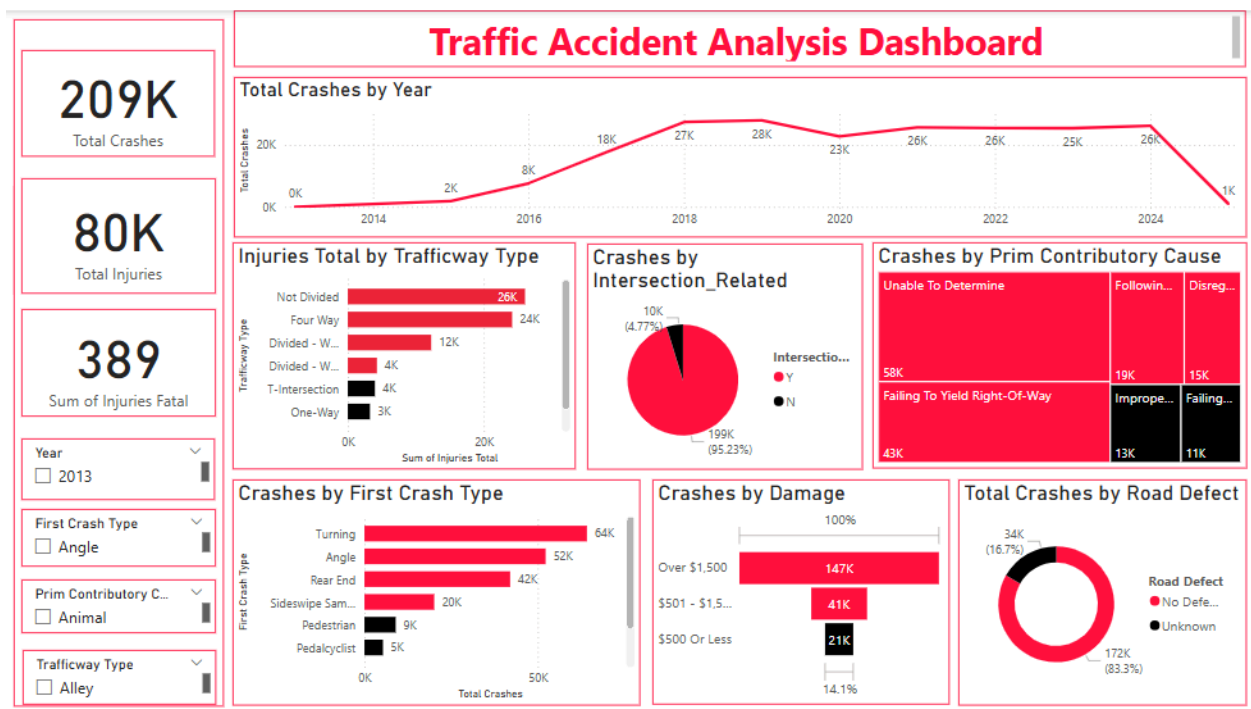 Traffic Accident Analysis Dashboard
209K
Total Crashes
80K
Total Injuries
389
Sum of Injuries Fatal
Year
2013
First Crash Type
Angle
Prim Contributory C...
Animal
Trafficway Type
Alley
Total Crashes by Year
Total Crashes
20K
0K
0K
2K
8K
18K
27K
28K
23K
26K
26K
25K
26K
1K
2014
2016
2018
2020
2022
2024
Injuries Total by Trafficway Type
Trafficway Type
Not Divided
26K
Four Way
24K
Divided - W...
12K
Divided - W...
4K
T-Intersection
4K
One-Way
3K
0K
20K
Sum of Injuries Total
Crashes by
Intersection_Related
10K
(4.77%)
199K
(95.23%)
Intersectio...
Y
N
Crashes by Prim Contributory Cause
Unable To Determine
58K
Failing To Yield Right-Of-Way
43K
Followin...
19K
Disreg...
15K
Imprope...
13K
Failing...
11K
Crashes by First Crash Type
First Crash Type
Turning
64K
Angle
52K
Rear End
42K
Sideswipe Sam...
20K
Pedestrian
9K
Pedalcyclist
5K
0K
50K
Total Crashes
Crashes by Damage
100%
Over $1,500
147K
$501 - $1,5...
41K
$500 Or Less
21K
14.1%
Total Crashes by Road Defect
34K
(16.7%)
172K
(83.3%)
Road Defect
No Defe...
Unknown